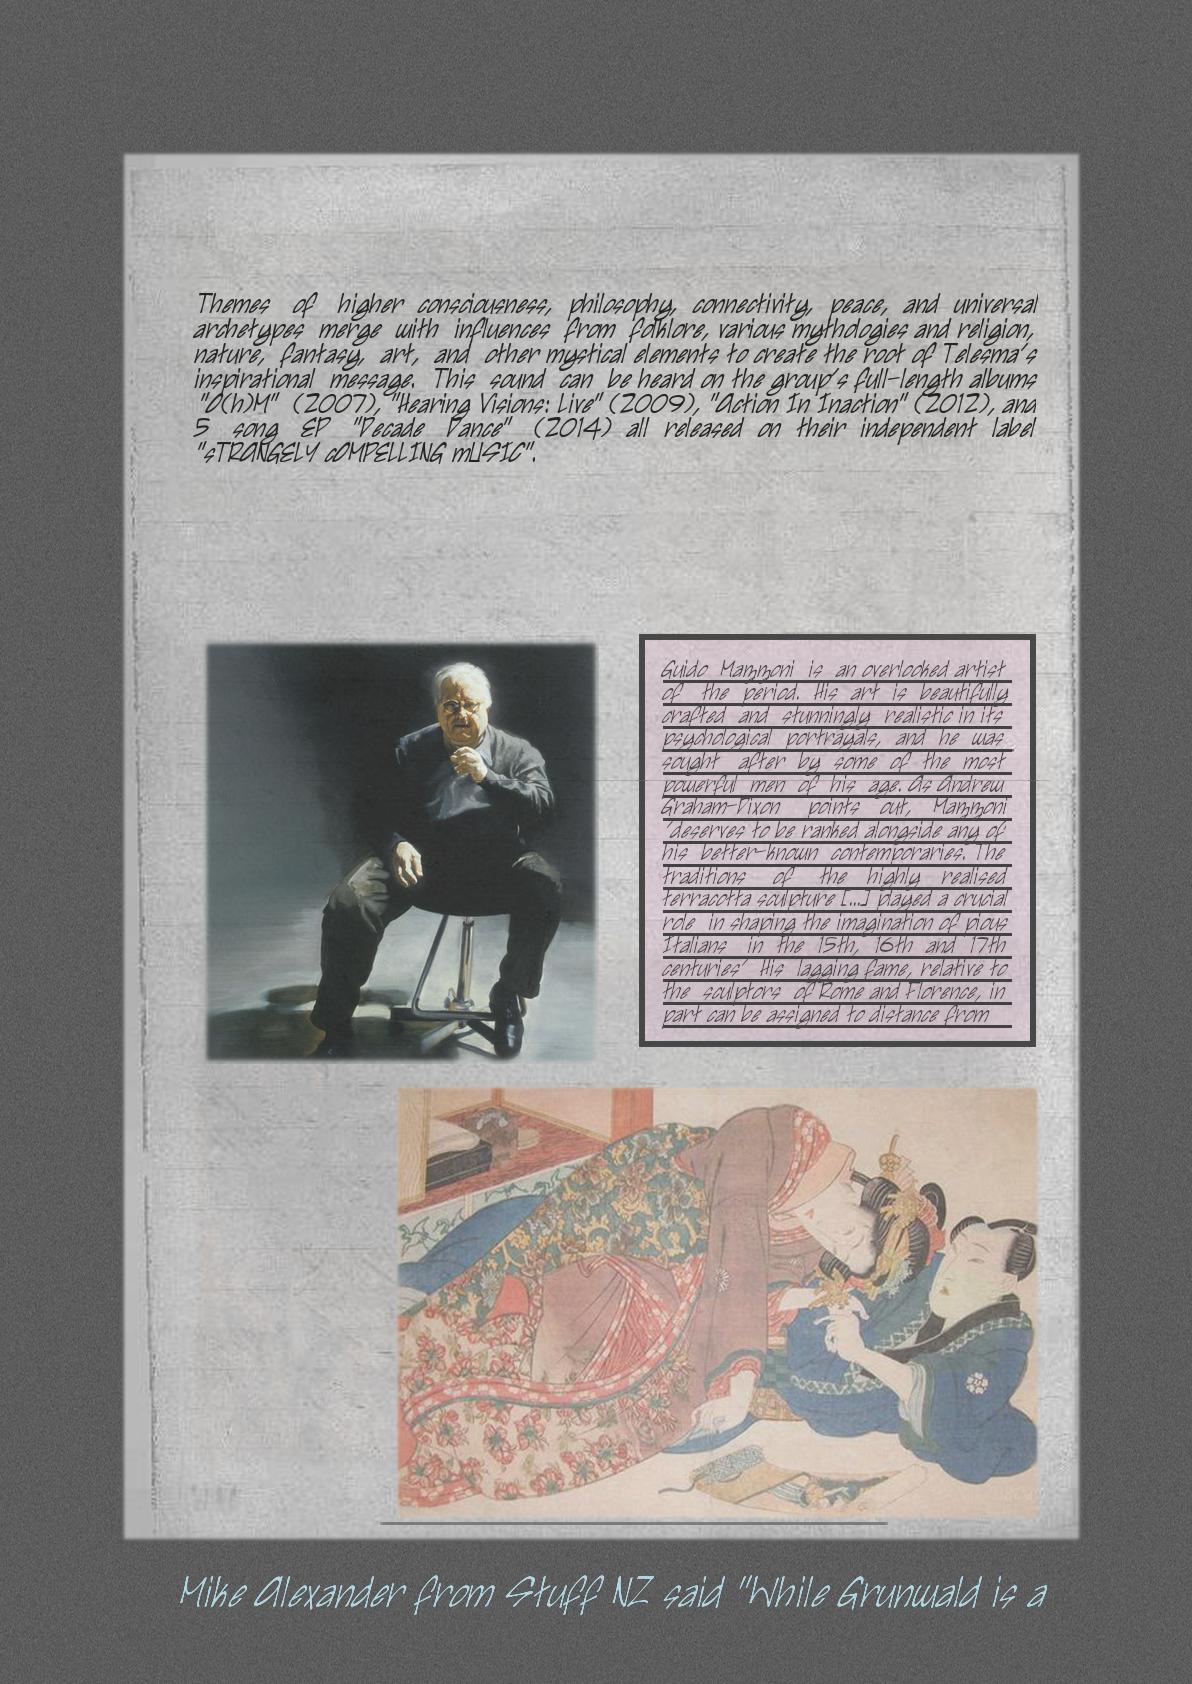 Themes of higher consciousness, philosophy, connectivity, peace, and universal
archetypes merge with influences from folklore, various mythologies and religion,
nature, fantasy, art, and other mystical elements to create the root of Telesma's
inspirational message. This sound can be heard on the group's full-length albums
"O(h)M" (2007), "Hearing Visions: Live" (2009), "Action In Inaction" (2012), and
5 song EP "Decade Dance" (2014) all released on their independent label
"sTRANGELY cOMPELLING mUSIC".
Guido Mazzoni is an overlooked artist
of the period. His art is beautifully
crafted and stunningly realistic in its
psychological portrayals, and he was
sought after by some of the most
powerful men of his age. As Andrew
Graham-Dixon points out, Mazzoni
'deserves to be ranked alongside any of
his better-known contemporaries. The
traditions of the highly realised
terracotta sculpture [...] played a crucial
role in shaping the imagination of pious
Italians in the 15th, 16th and 17th
centuries' His lagging fame, relative to
the sculptors of Rome and Florence, in
part can be assigned to distance from
Mike Alexander from Stuff NZ said "While Grunwald is a